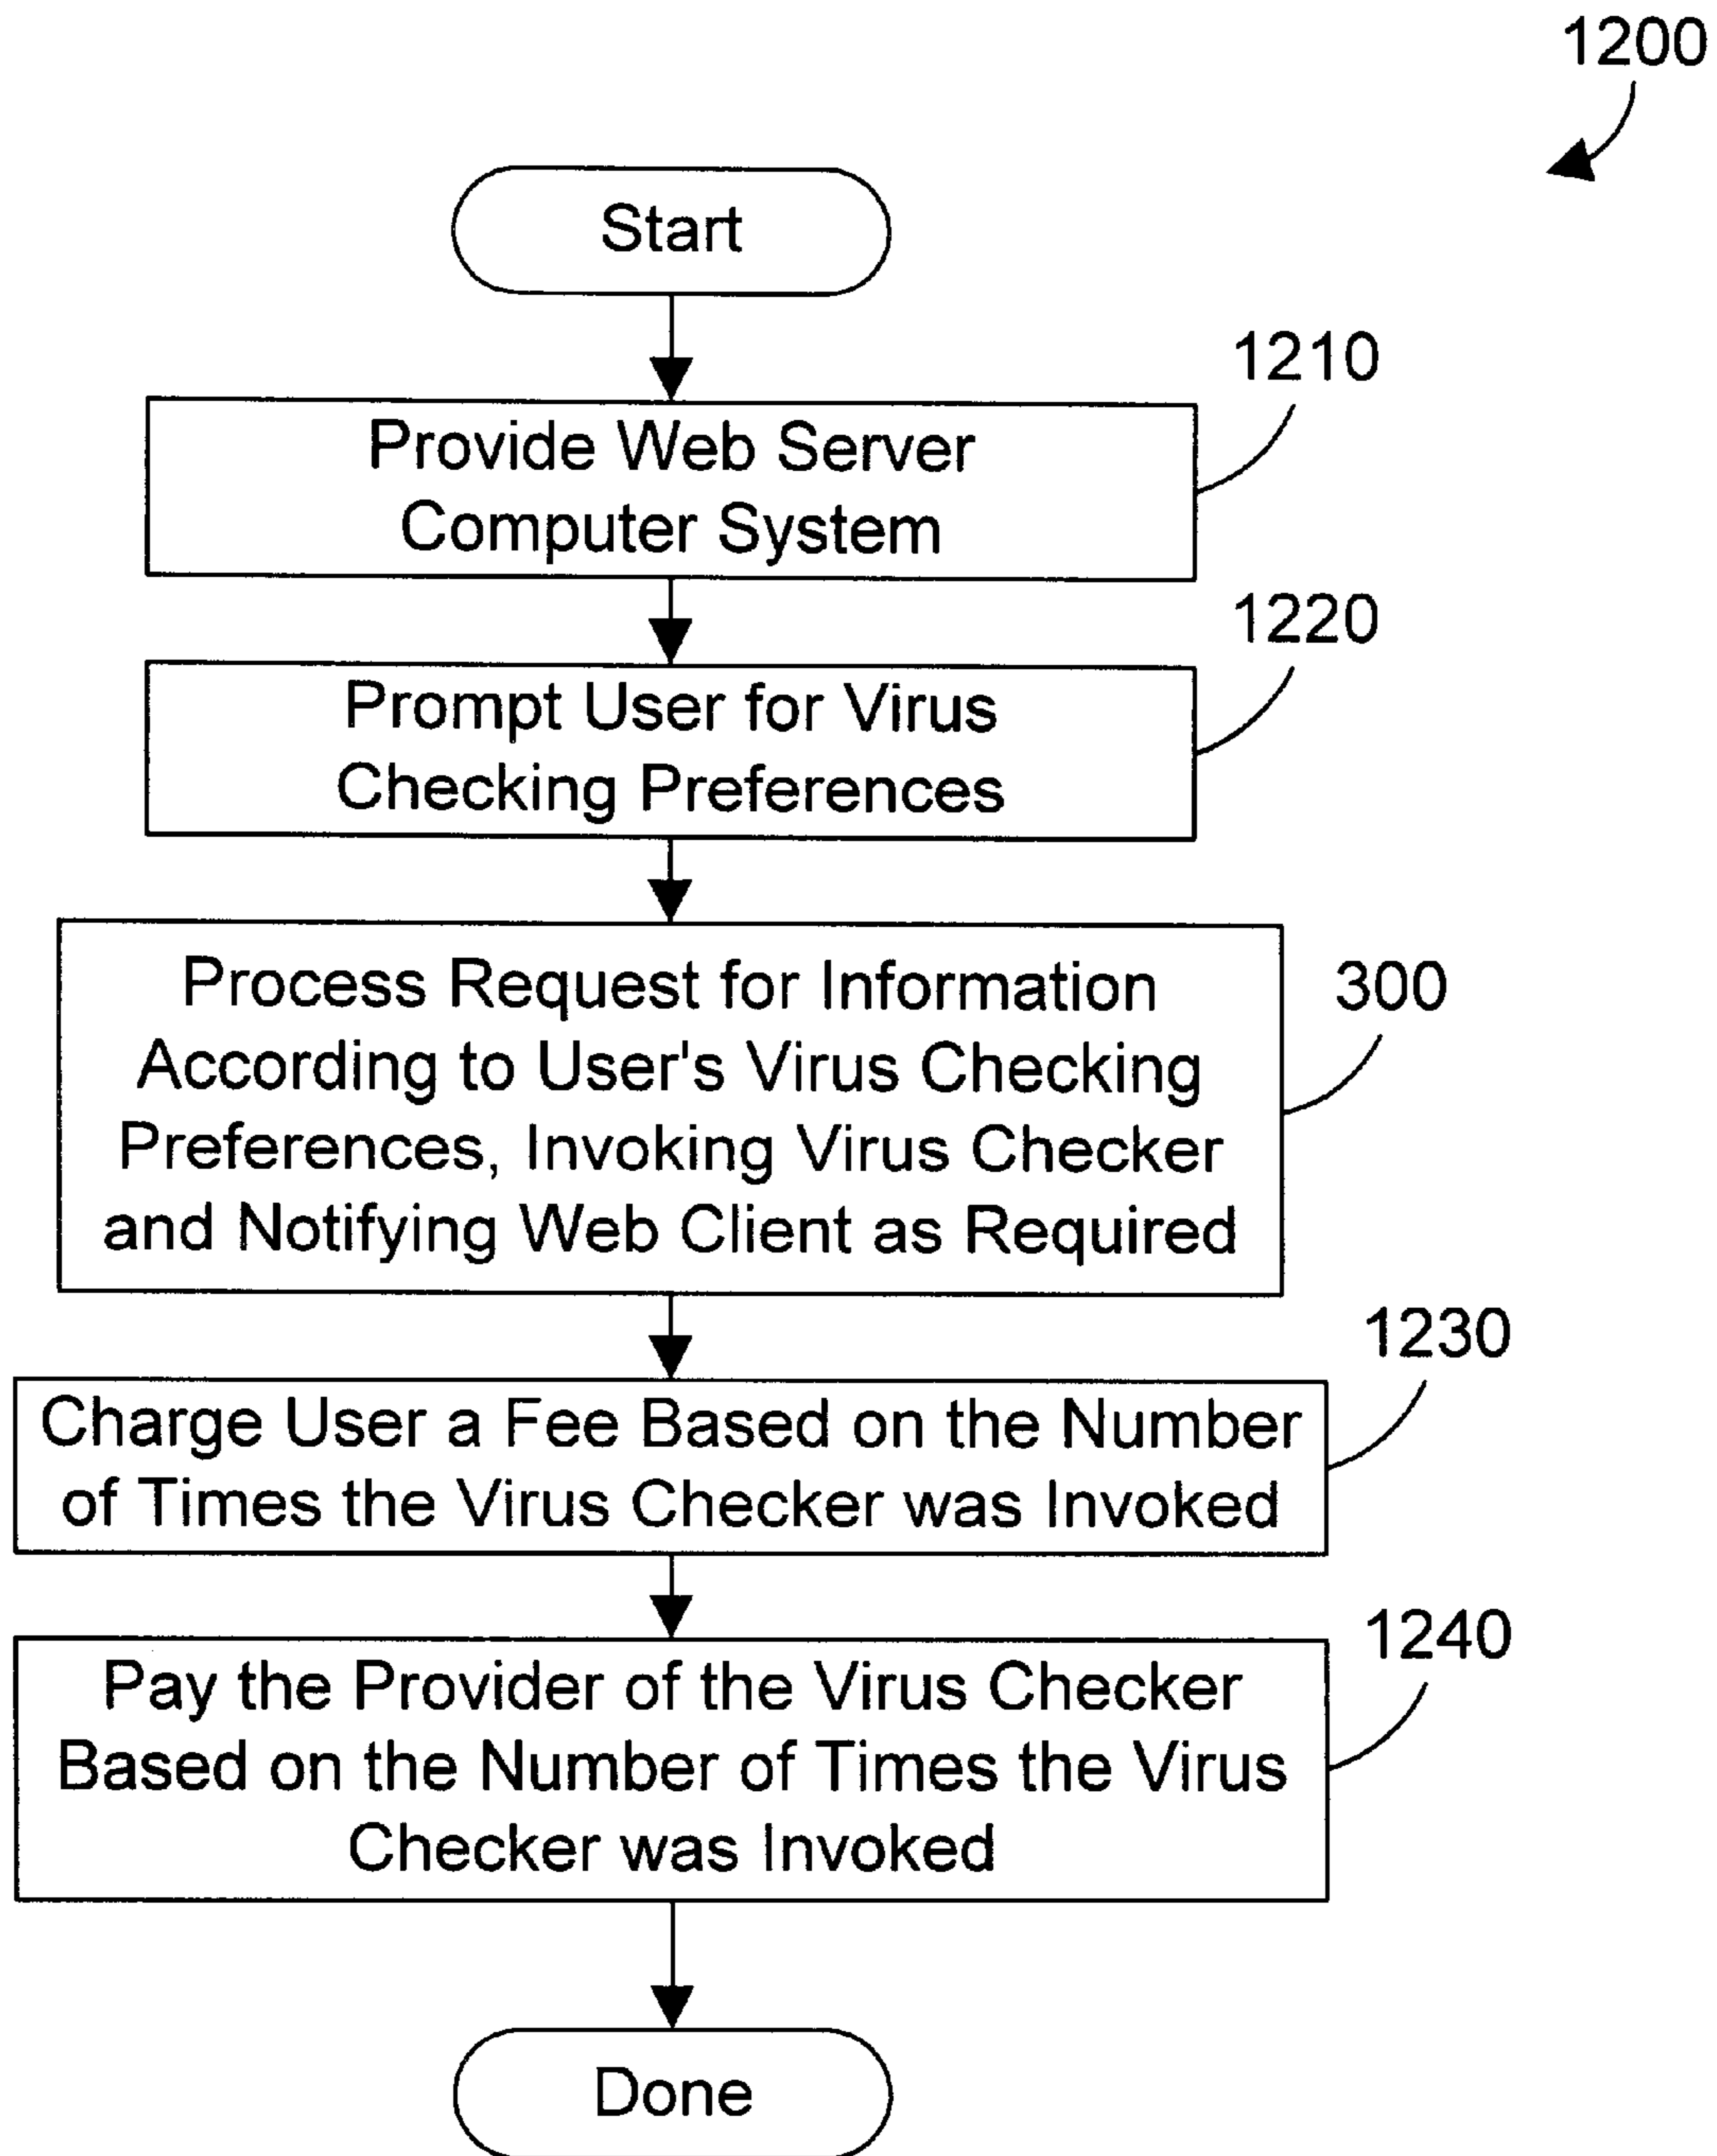 1200
Start
1210
Provide Web Server
Computer System
1220
Prompt User for Virus
Checking Preferences
300
Process Request for Information
According to User's Virus Checking
Preferences, Invoking Virus Checker
and Notifying Web Client as Required
1230
Charge User a Fee Based on the Number
of Times the Virus Checker was Invoked
1240
Pay the Provider of the Virus Checker
Based on the Number of Times the Virus
Checker was Invoked
Done